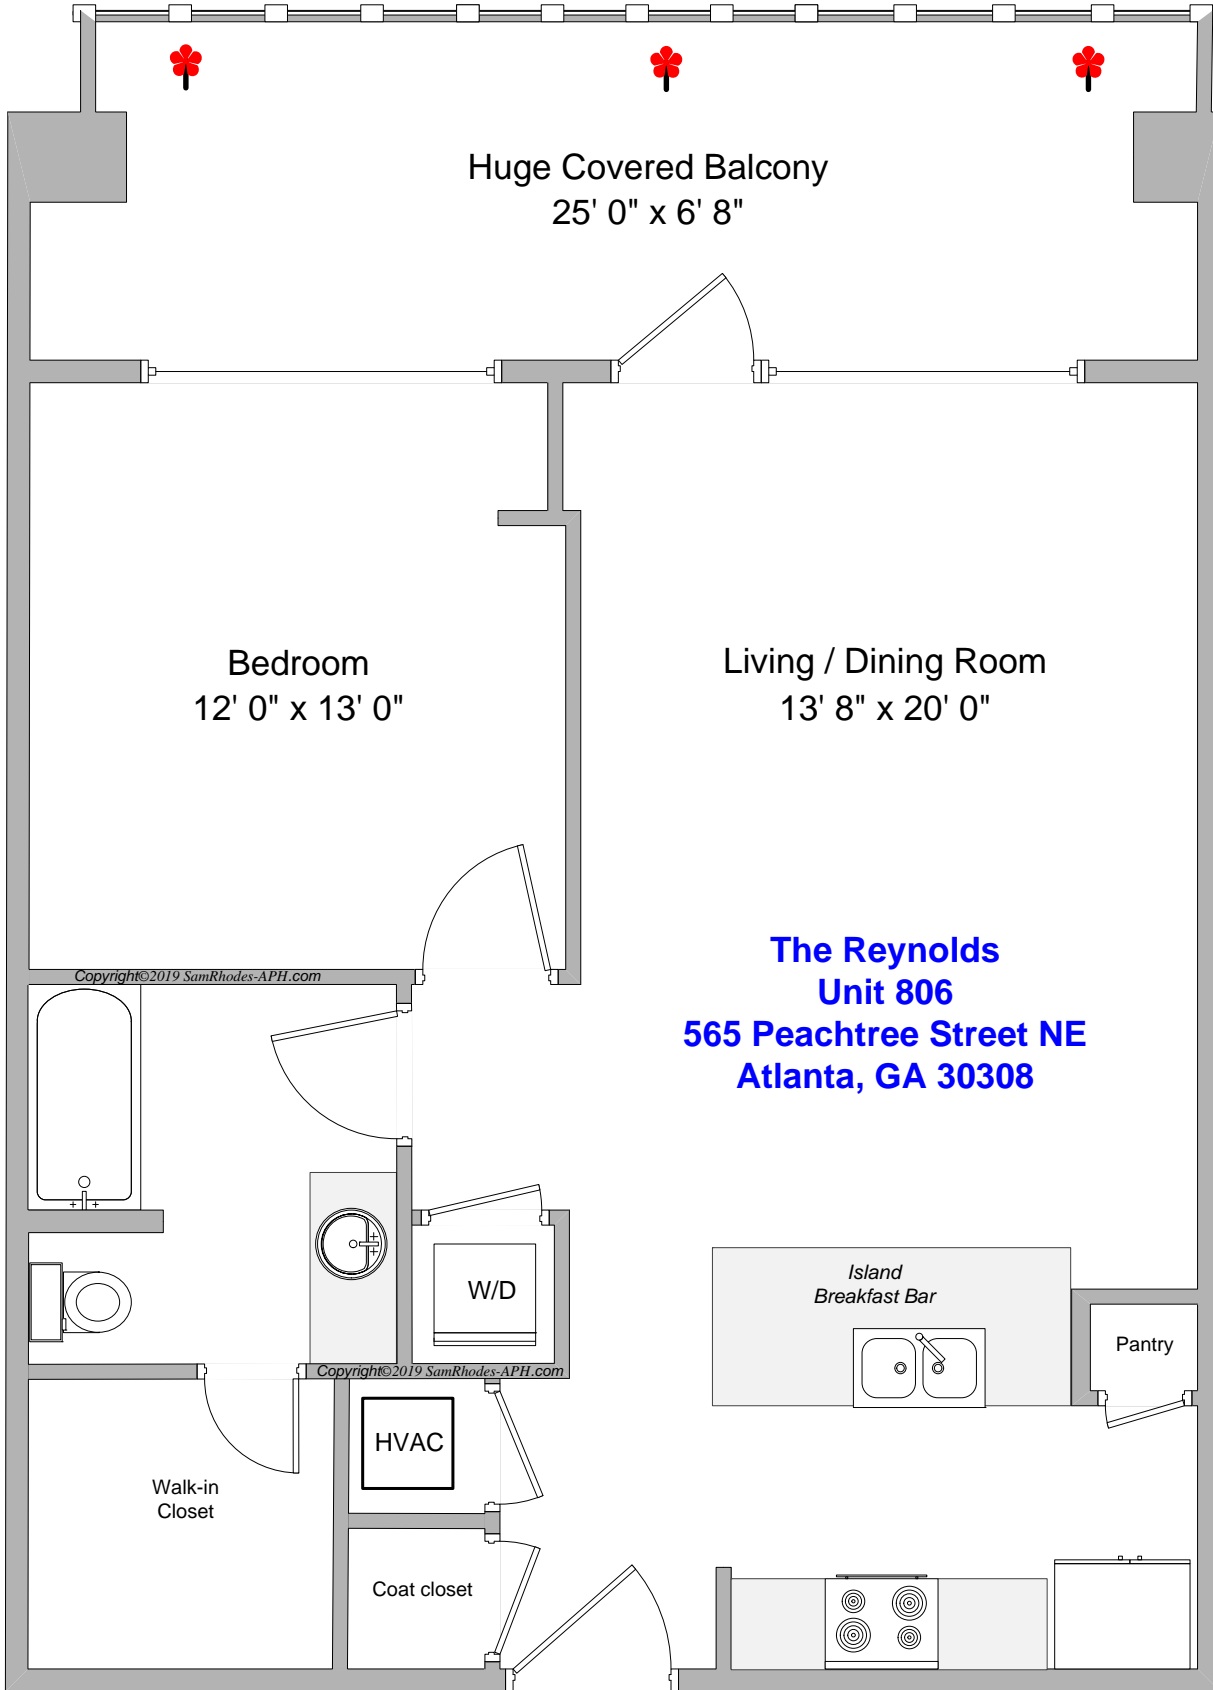 Huge Covered Balcony
25' 0" x 6' 8"
Bedroom
12' 0" x 13' 0"
Living / Dining Room
13' 8" x 20' 0"
The Reynolds
Unit 806
565 Peachtree Street NE
Atlanta, GA 30308
Copyright©2019 SamRhodes-APH.com
W/D
Island
Breakfast Bar
Pantry
Copyright©2019 SamRhodes-APH.com
HVAC
Walk-in
Closet
Coat closet